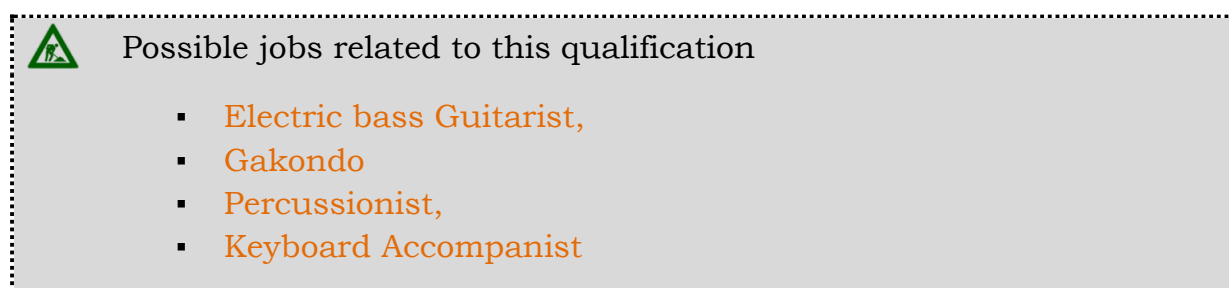 Possible jobs related to this qualification
▪ Electric bass Guitarist,
▪ Gakondo
▪ Percussionist,
▪ Keyboard Accompanist